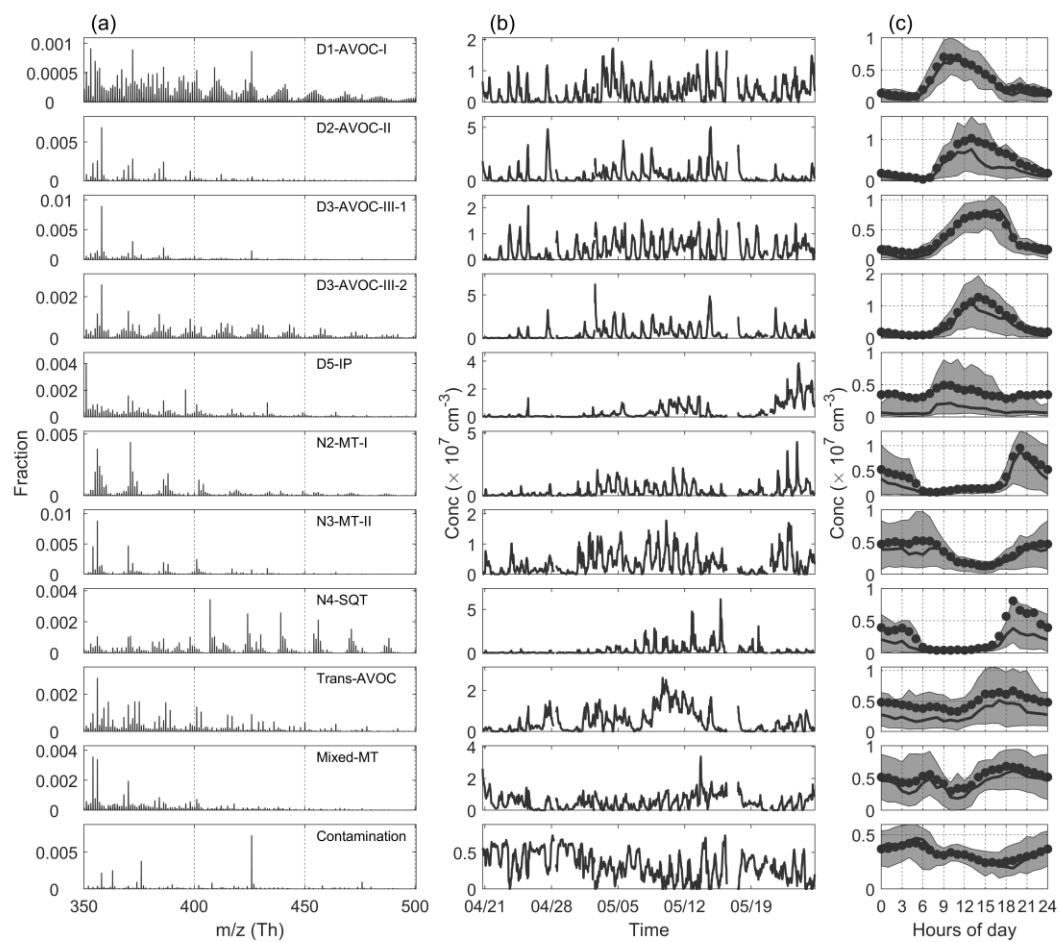 (a) (b) (c)
0.001 0.0005 0 D1-AVOC-I 2 1 0 1 0.5 0
0.005 0 D2-AVOC-II 5 0 1 0
0.01 0.005 0 D3-AVOC-III-1 2 1 0 1 0.5 0
0.002 0 D3-AVOC-III-2 5 0 2 1 0
0.004 0.002 0 D5-IP 4 2 0 1 0.5 0
0.005 0 N2-MT-I 5 0 1 0.5 0
0.01 0.005 0 N3-MT-II 2 1 0 1 0.5 0
0.004 0.002 0 N4-SQT 5 0 1 0.5 0
0.002 0 Trans-AVOC 2 0 1 0.5 0
0.004 0.002 0 Mixed-MT 4 2 0 1 0.5 0
0.005 0 Contamination 0.5 0 0.5 0
Fraction
Conc (× 10⁷ cm⁻³)
Conc (× 10⁷ cm⁻³)
350 400 450 500 04/21 04/28 05/05 05/12 05/19 0 3 6 9 12 15 18 21 24
m/z (Th) Time Hours of day